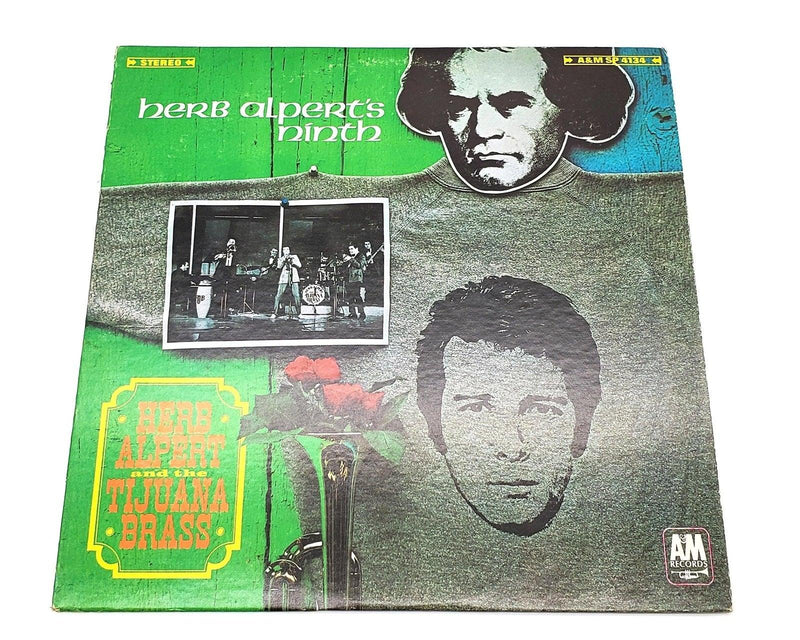 STEREO
A&M SP 4134
herb alpert's
ninth
HERB
ALPERT
and the
TIJUANA
BRASS
A&M
RECORDS